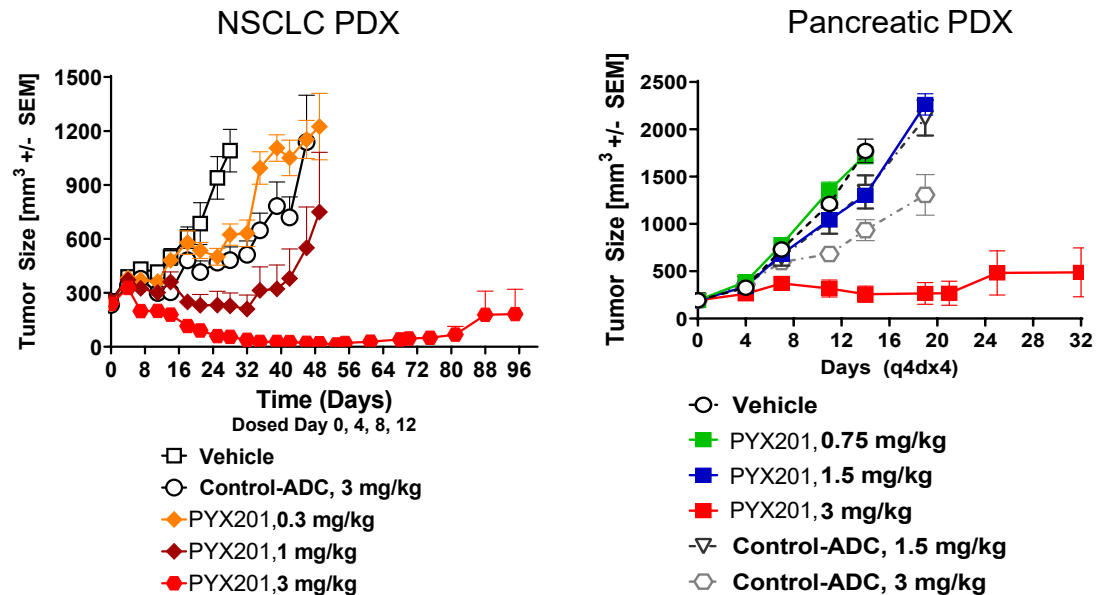 NSCLC PDX
Tumor Size [mm³ +/- SEM]
1500
1200
900
600
300
0
0 8 16 24 32 40 48 56 64 72 80 88 96
Time (Days)
Dosed Day 0, 4, 8, 12
Vehicle
Control-ADC, 3 mg/kg
PYX201, 0.3 mg/kg
PYX201, 1 mg/kg
PYX201, 3 mg/kg
Pancreatic PDX
Tumor Size [mm³ +/- SEM]
2500
2000
1500
1000
500
0
0 4 8 12 16 20 24 28 32
Days (q4dx4)
Vehicle
PYX201, 0.75 mg/kg
PYX201, 1.5 mg/kg
PYX201, 3 mg/kg
Control-ADC, 1.5 mg/kg
Control-ADC, 3 mg/kg